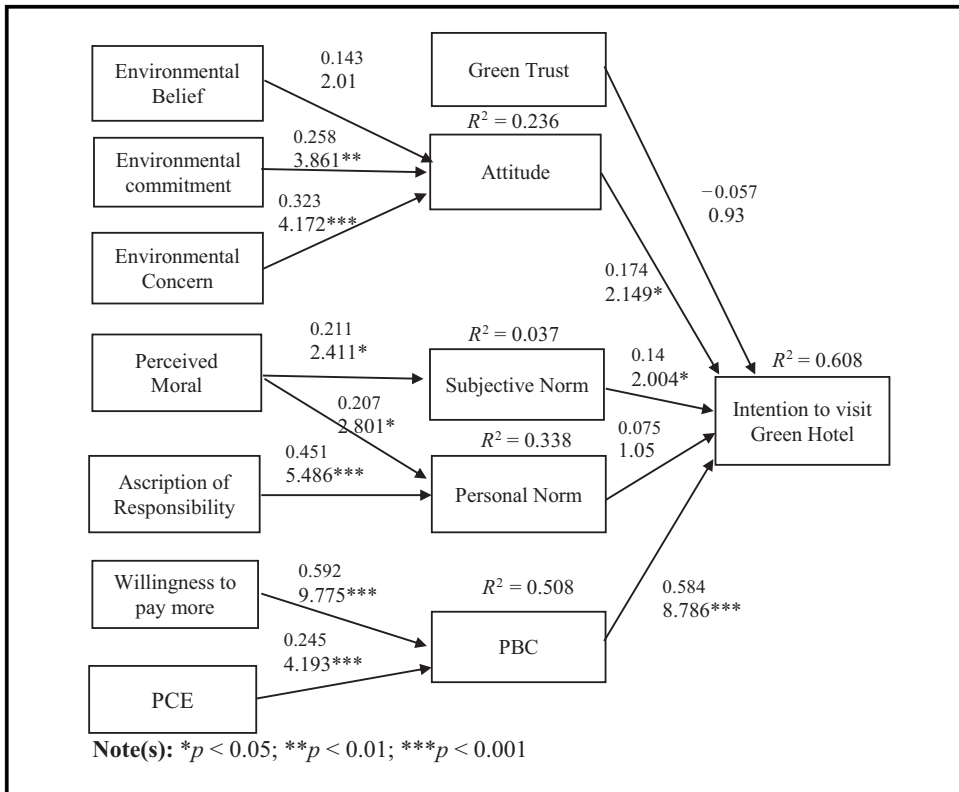 Environmental
Belief
0.143
2.01
Green Trust
R² = 0.236
Environmental
commitment
0.258
3.861**
Attitude
0.323
4.172***
Environmental
Concern
−0.057
0.93
0.174
2.149*
Perceived
Moral
0.211
2.411*
R² = 0.037
Subjective Norm
0.14
2.004*
R² = 0.608
Intention to visit
Green Hotel
0.207
2.801*
R² = 0.338
0.075
1.05
Ascription of
Responsibility
0.451
5.486***
Personal Norm
Willingness to
pay more
0.592
9.775***
R² = 0.508
0.584
8.786***
0.245
4.193***
PBC
PCE
Note(s): *p < 0.05; **p < 0.01; ***p < 0.001